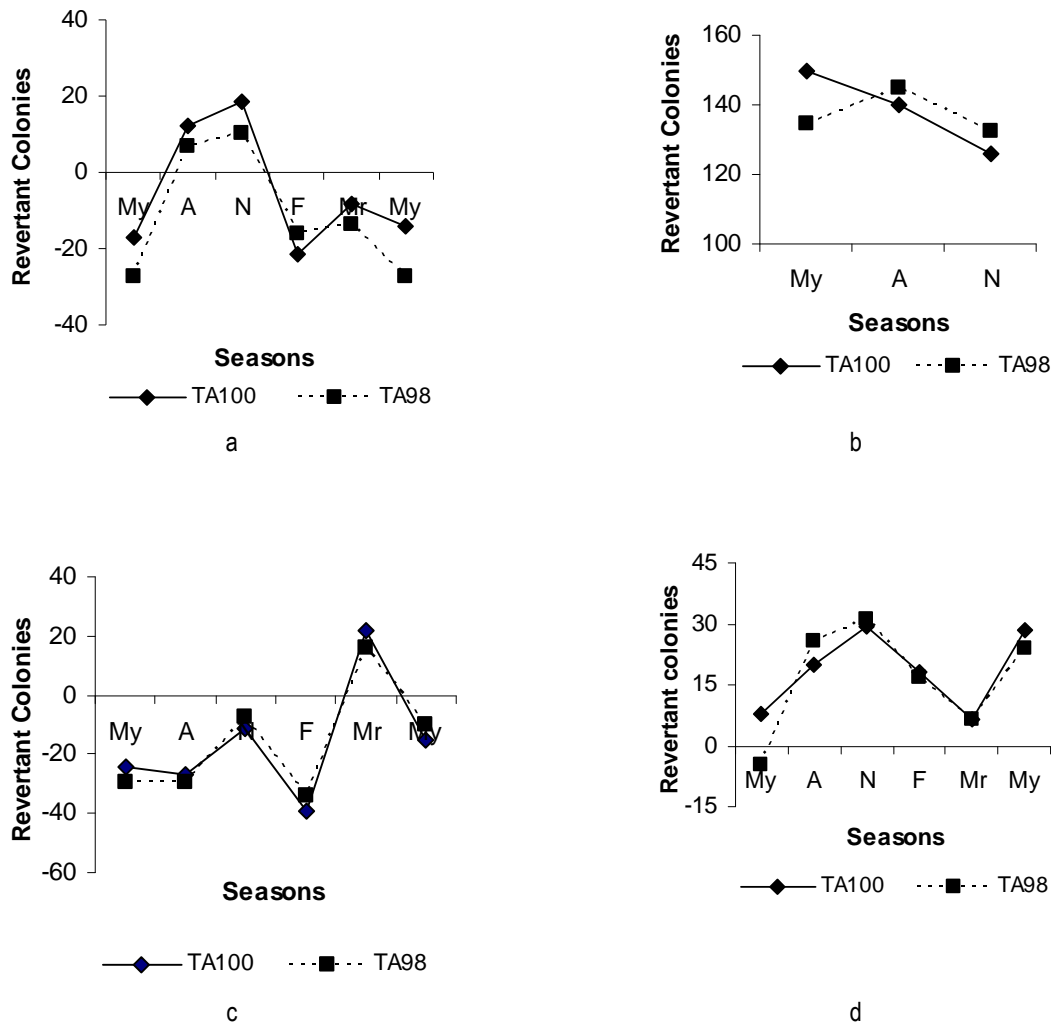 40
20
0
-20
-40
Revertant Colonies
My A N F Mr My
Seasons
TA100 TA98
a
160
140
120
100
Revertant Colonies
My A N
Seasons
TA100 TA98
b
40
20
0
-20
-40
-60
Revertant Colonies
My A N F Mr My
Seasons
TA100 TA98
c
45
30
15
0
-15
Revertant colonies
My A N F Mr My
Seasons
TA100 TA98
d